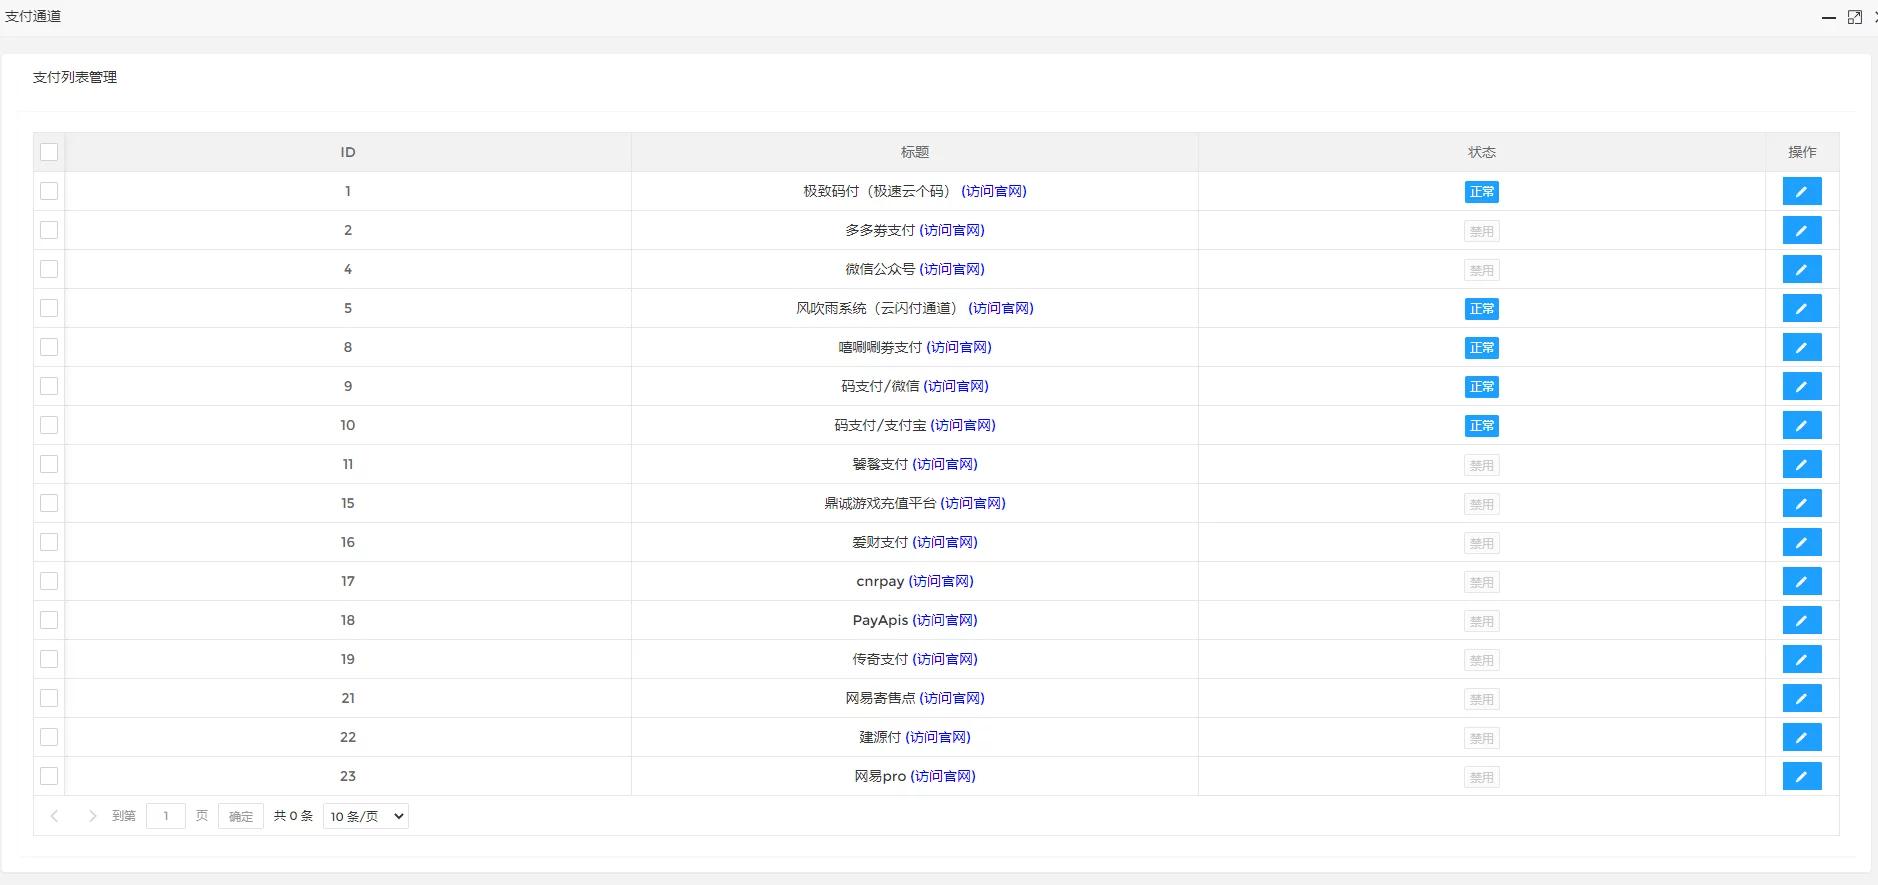 支付通道
支付列表管理
ID 标题 状态 操作
1 极致码付（极速云个码） (访问官网) 正常
2 多多券支付 (访问官网) 禁用
4 微信公众号 (访问官网) 禁用
5 风吹雨系统（云闪付通道） (访问官网) 正常
8 嘻唰唰券支付 (访问官网) 正常
9 码支付/微信 (访问官网) 正常
10 码支付/支付宝 (访问官网) 正常
11 支付 (访问官网) 禁用
15 鼎诚游戏充值平台 (访问官网) 禁用
16 爱财支付 (访问官网) 禁用
17 cnrpay (访问官网) 禁用
18 PayApis (访问官网) 禁用
19 传奇支付 (访问官网) 禁用
21 网易寄售点 (访问官网) 禁用
22 建源付 (访问官网) 禁用
23 网易pro (访问官网) 禁用
到第 1 页 确定 共 0 条 10 条/页